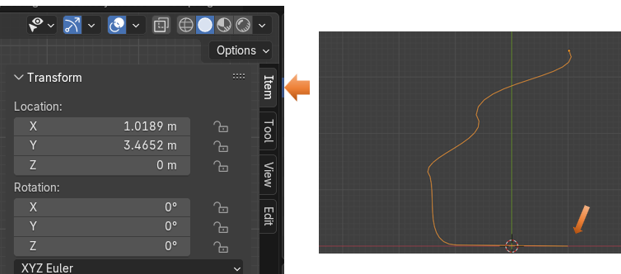 Options
Transform
Location:
X 1.0189 m
Y 3.4652 m
Z 0 m
Rotation:
X 0°
Y 0°
Z 0°
XYZ Euler
Item
Tool
View
Edit